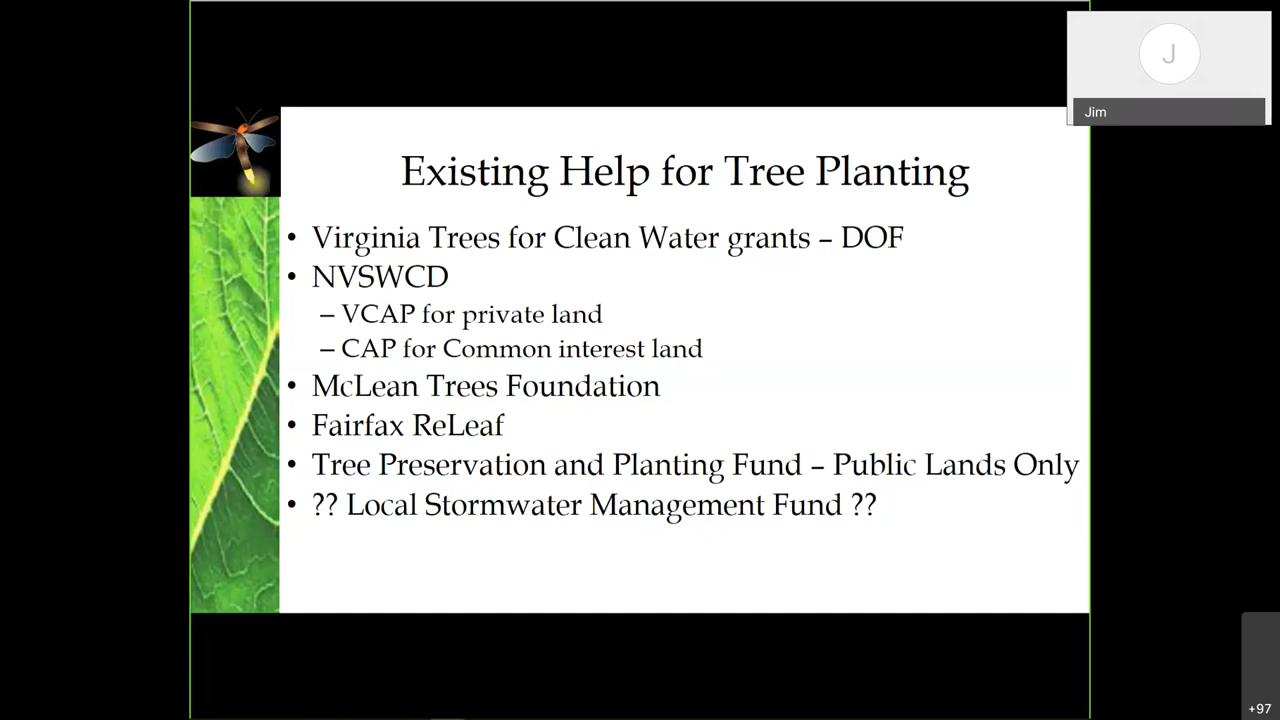 J
Jim
Existing Help for Tree Planting
• Virginia Trees for Clean Water grants – DOF
• NVSWCD
– VCAP for private land
– CAP for Common interest land
• McLean Trees Foundation
• Fairfax ReLeaf
• Tree Preservation and Planting Fund – Public Lands Only
• ?? Local Stormwater Management Fund ??
+97